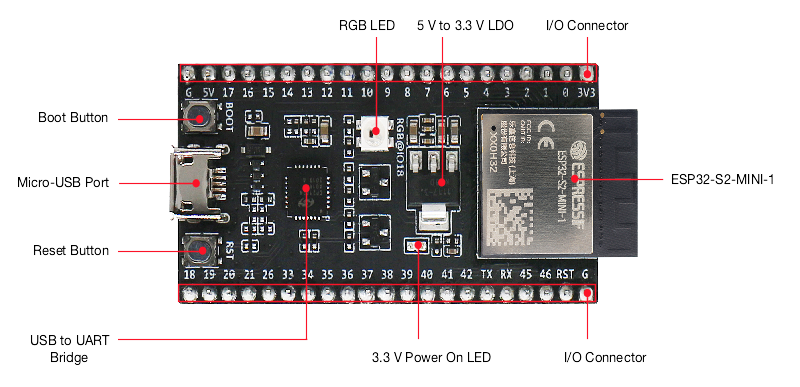 RGB LED
5 V to 3.3 V LDO
I/O Connector
G 5V 17 16 15 14 13 12 11 10 9 8 7 6 5 4 3 2 1 0 3V3
Boot Button
BOOT
RGB@IO18
Micro-USB Port
ESPRESSIF
ESP32-S2-MINI-1
ESP32-S2-MINI-1
Reset Button
RST
18 19 20 21 26 33 34 35 36 37 38 39 40 41 42 TX RX 45 46 RST G
USB to UART
Bridge
3.3 V Power On LED
I/O Connector